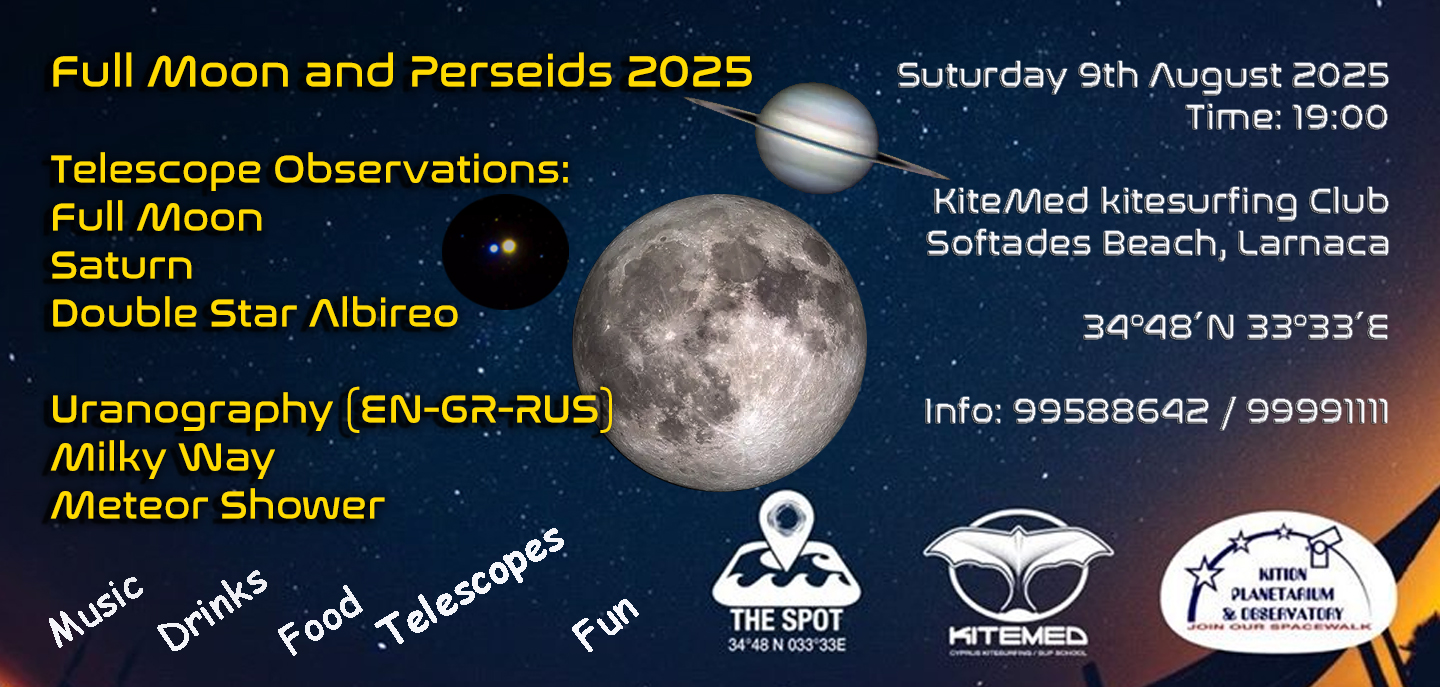 Full Moon and Perseids 2025
Telescope Observations:
Full Moon
Saturn
Double Star Albireo
Uranography (EN-GR-RUS)
Milky Way
Meteor Shower
Music
Drinks
Food
Telescopes
Fun
Suturday 9th August 2025
Time: 19:00
KiteMed kitesurfing Club
Softades Beach, Larnaca
34°48´N 33°33´E
Info: 99588642 / 99991111
THE SPOT
34°48 N 033°33E
KITEMED
CYPRUS KITESURFING / SUP SCHOOL
KITION
PLANETARIUM
& OBSERVATORY
JOIN OUR SPACEWALK